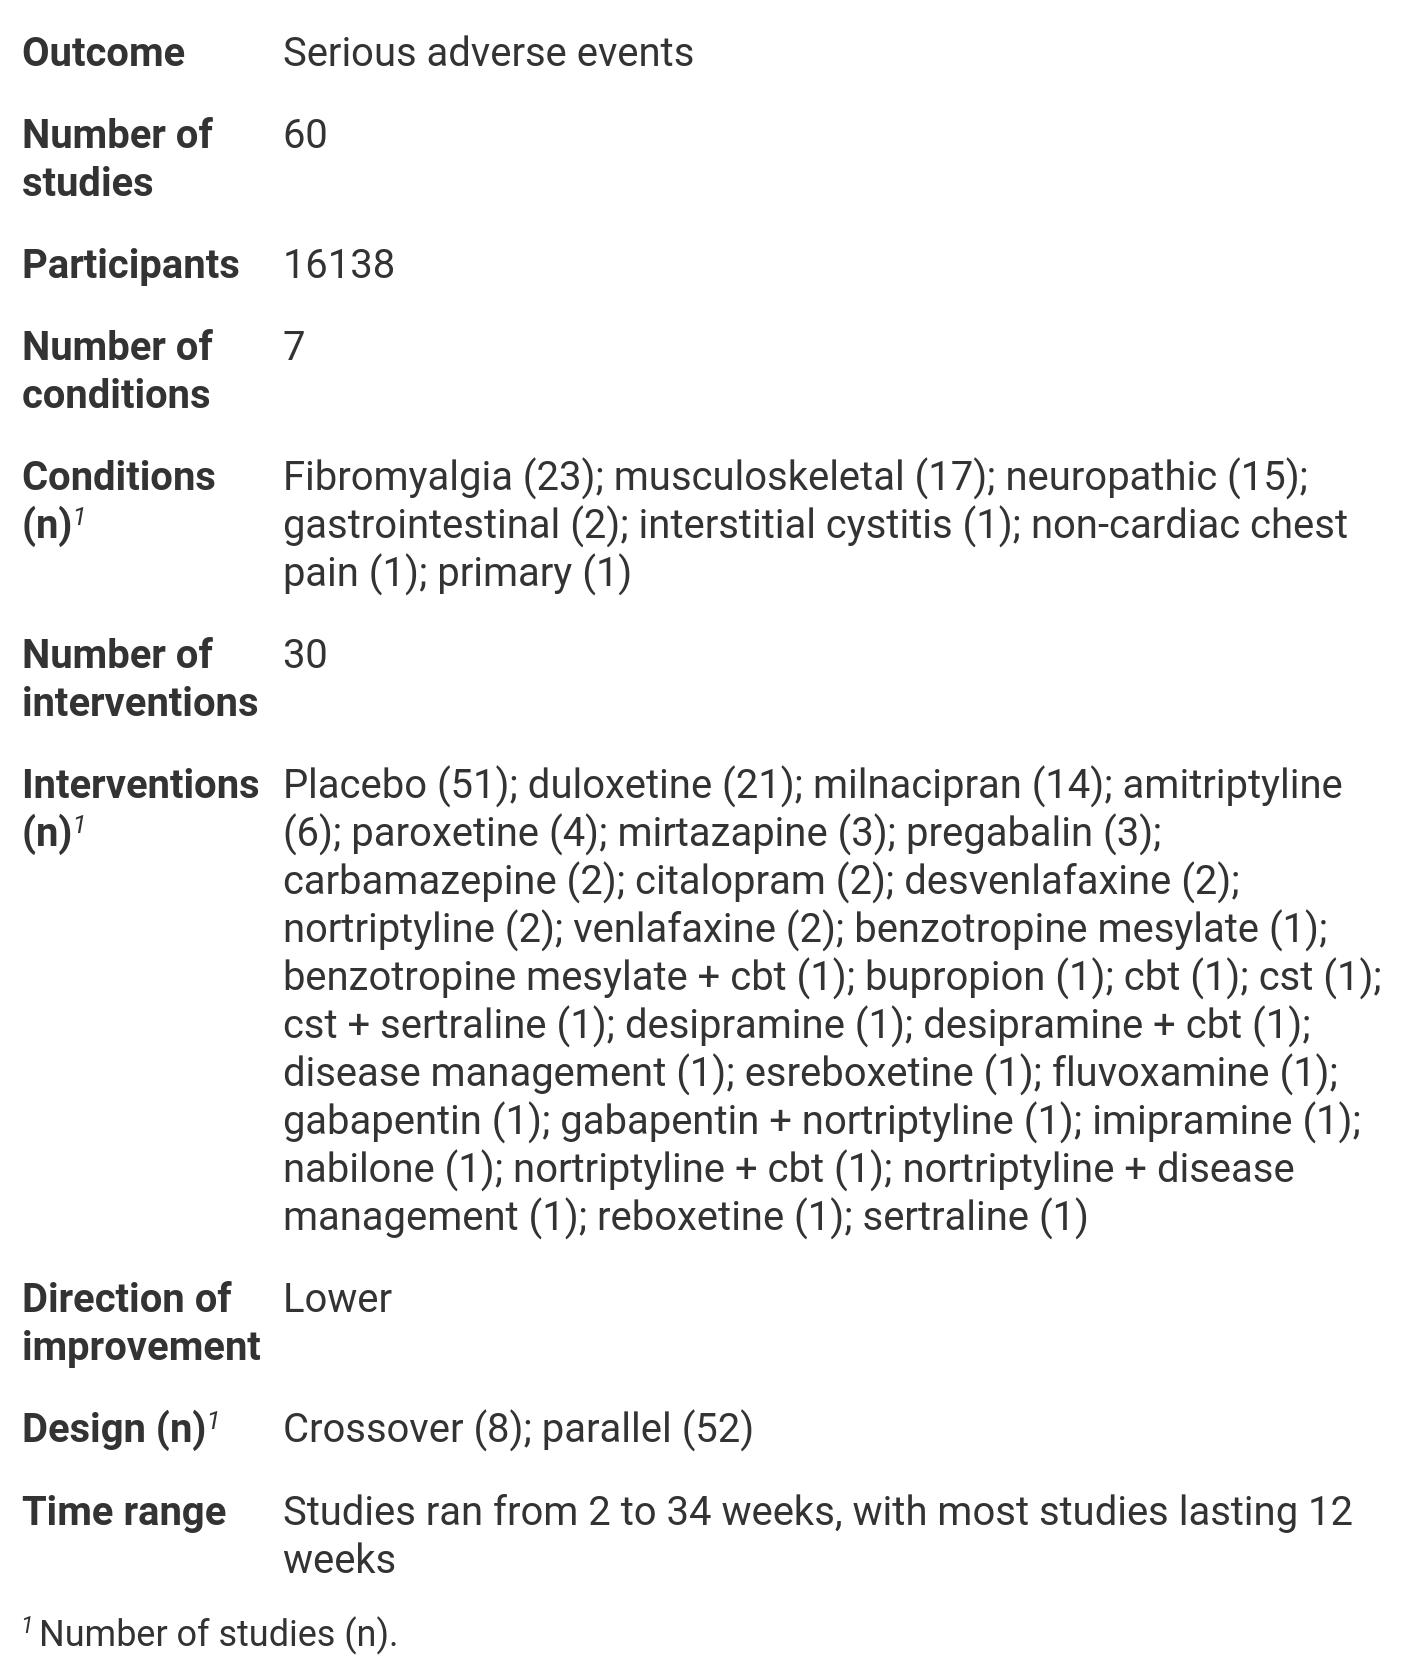 Outcome Serious adverse events
Number of studies 60
Participants 16138
Number of conditions 7
Conditions (n)1 Fibromyalgia (23); musculoskeletal (17); neuropathic (15);
gastrointestinal (2); interstitial cystitis (1); non-cardiac chest
pain (1); primary (1)
Number of interventions 30
Interventions (n)1 Placebo (51); duloxetine (21); milnacipran (14); amitriptyline
(6); paroxetine (4); mirtazapine (3); pregabalin (3);
carbamazepine (2); citalopram (2); desvenlafaxine (2);
nortriptyline (2); venlafaxine (2); benzotropine mesylate (1);
benzotropine mesylate + cbt (1); bupropion (1); cbt (1); cst (1);
cst + sertraline (1); desipramine (1); desipramine + cbt (1);
disease management (1); esreboxetine (1); fluvoxamine (1);
gabapentin (1); gabapentin + nortriptyline (1); imipramine (1);
nabilone (1); nortriptyline + cbt (1); nortriptyline + disease
management (1); reboxetine (1); sertraline (1)
Direction of improvement Lower
Design (n)1 Crossover (8); parallel (52)
Time range Studies ran from 2 to 34 weeks, with most studies lasting 12
weeks
1 Number of studies (n).